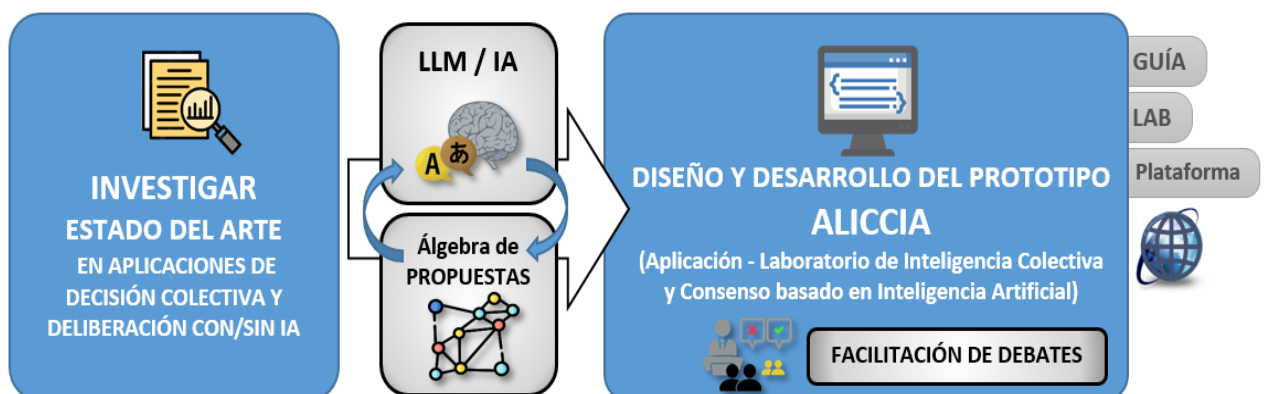 INVESTIGAR
ESTADO DEL ARTE
EN APLICACIONES DE
DECISIÓN COLECTIVA Y
DELIBERACIÓN CON/SIN IA
LLM / IA
A あ
Álgebra de
PROPUESTAS
DISEÑO Y DESARROLLO DEL PROTOTIPO
ALICCIA
(Aplicación - Laboratorio de Inteligencia Colectiva
y Consenso basado en Inteligencia Artificial)
FACILITACIÓN DE DEBATES
GUÍA
LAB
Plataforma